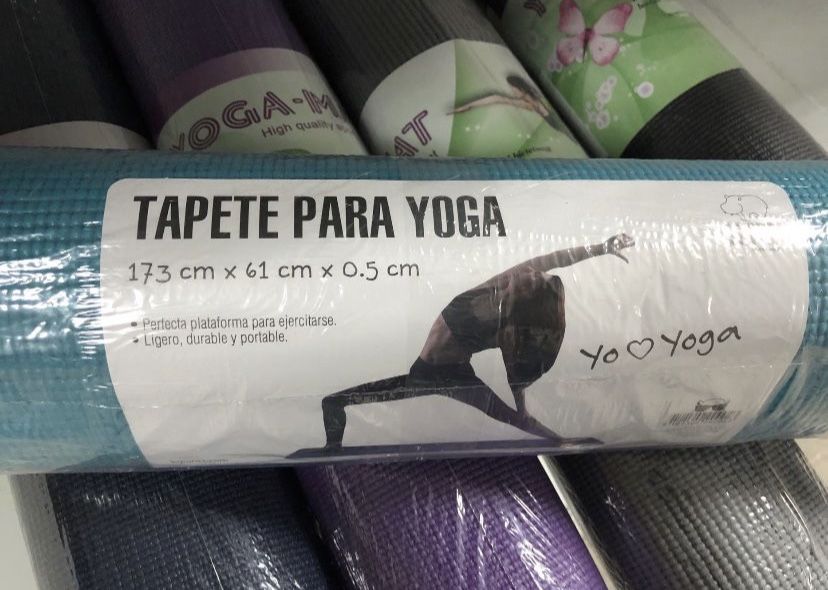 YOGA-M
High quality
AT
TAPETE PARA YOGA
173 cm x 61 cm x 0.5 cm
• Perfecta plataforma para ejercitarse.
• Ligero, durable y portable.
Yo ♡ Yoga